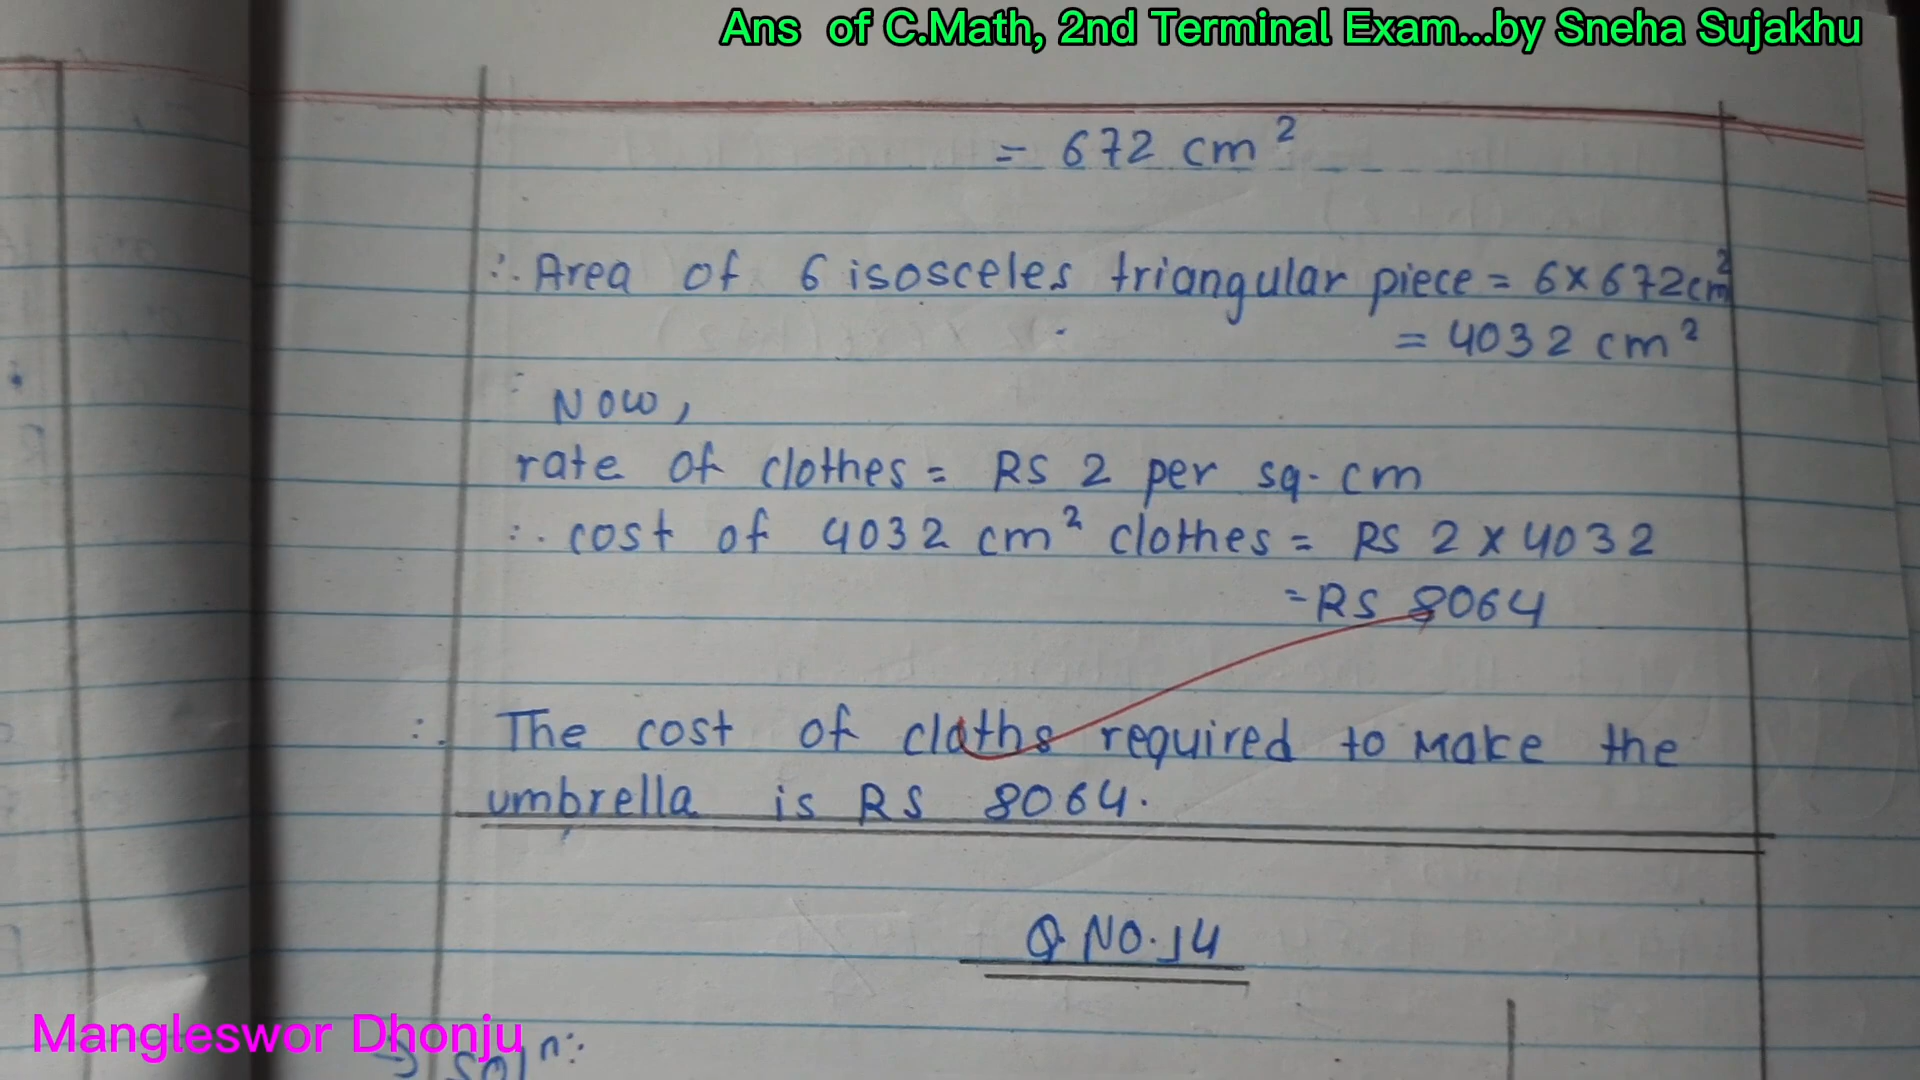 Ans of C.Math, 2nd Terminal Exam...by Sneha Sujakhu
= 672 cm²
∴ Area of 6 isosceles triangular piece = 6 × 672cm²
= 4032 cm²
Now,
rate of clothes = RS 2 per sq. cm
∴ cost of 4032 cm² clothes = RS 2 × 4032
= RS 8064
∴ The cost of cloths required to make the
umbrella is RS 8064.
Q. NO. 14
Mangleswor Dhonju
→ Solⁿ: